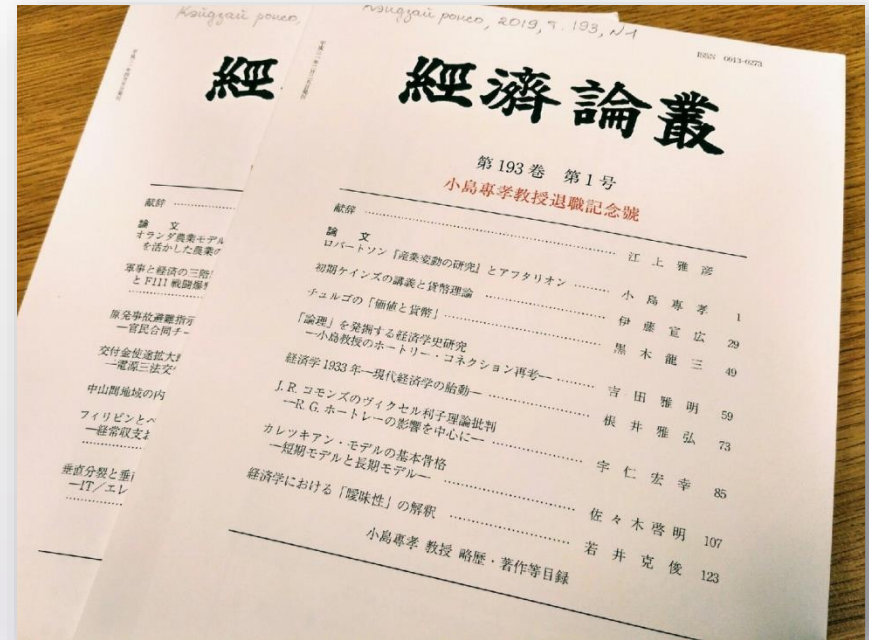 Кэйдзай ронсо,
經
献辞
論 文
オランダ農業モデル
を活かした農業の
軍事と経済の三階
と F111 戦闘爆
原発事故避難指示
―官民合同チー
交付金使途拡大
―電源三法交
中山間地域の内
フィリピンとベ
―経常収支お
垂直分裂と垂
―IT/エレ
Кэйдзай ронсо, 2019, т. 193, N1
ISSN 0913-0273
經濟論叢
第193巻 第1号
小島專孝教授退職記念號
献辞 江上雅彦
論 文
ロバートソン『産業変動の研究』とアフタリオン 小島專孝 1
初期ケインズの講義と貨幣理論 伊藤宣広 29
チュルゴの「価値と貨幣」 黒木龍三 49
「論理」を発掘する経済学史研究
―小島教授のホートリー・コネクション再考― 吉田雅明 59
経済学1933年―現代経済学の胎動― 根井雅弘 73
J. R. コモンズのヴィクセル利子理論批判
―R. G. ホートレーの影響を中心に― 宇仁宏幸 85
カレツキアン・モデルの基本骨格
―短期モデルと長期モデル― 佐々木啓明 107
経済学における「曖昧性」の解釈 若井克俊 123
小島專孝 教授 略歴・著作等目録